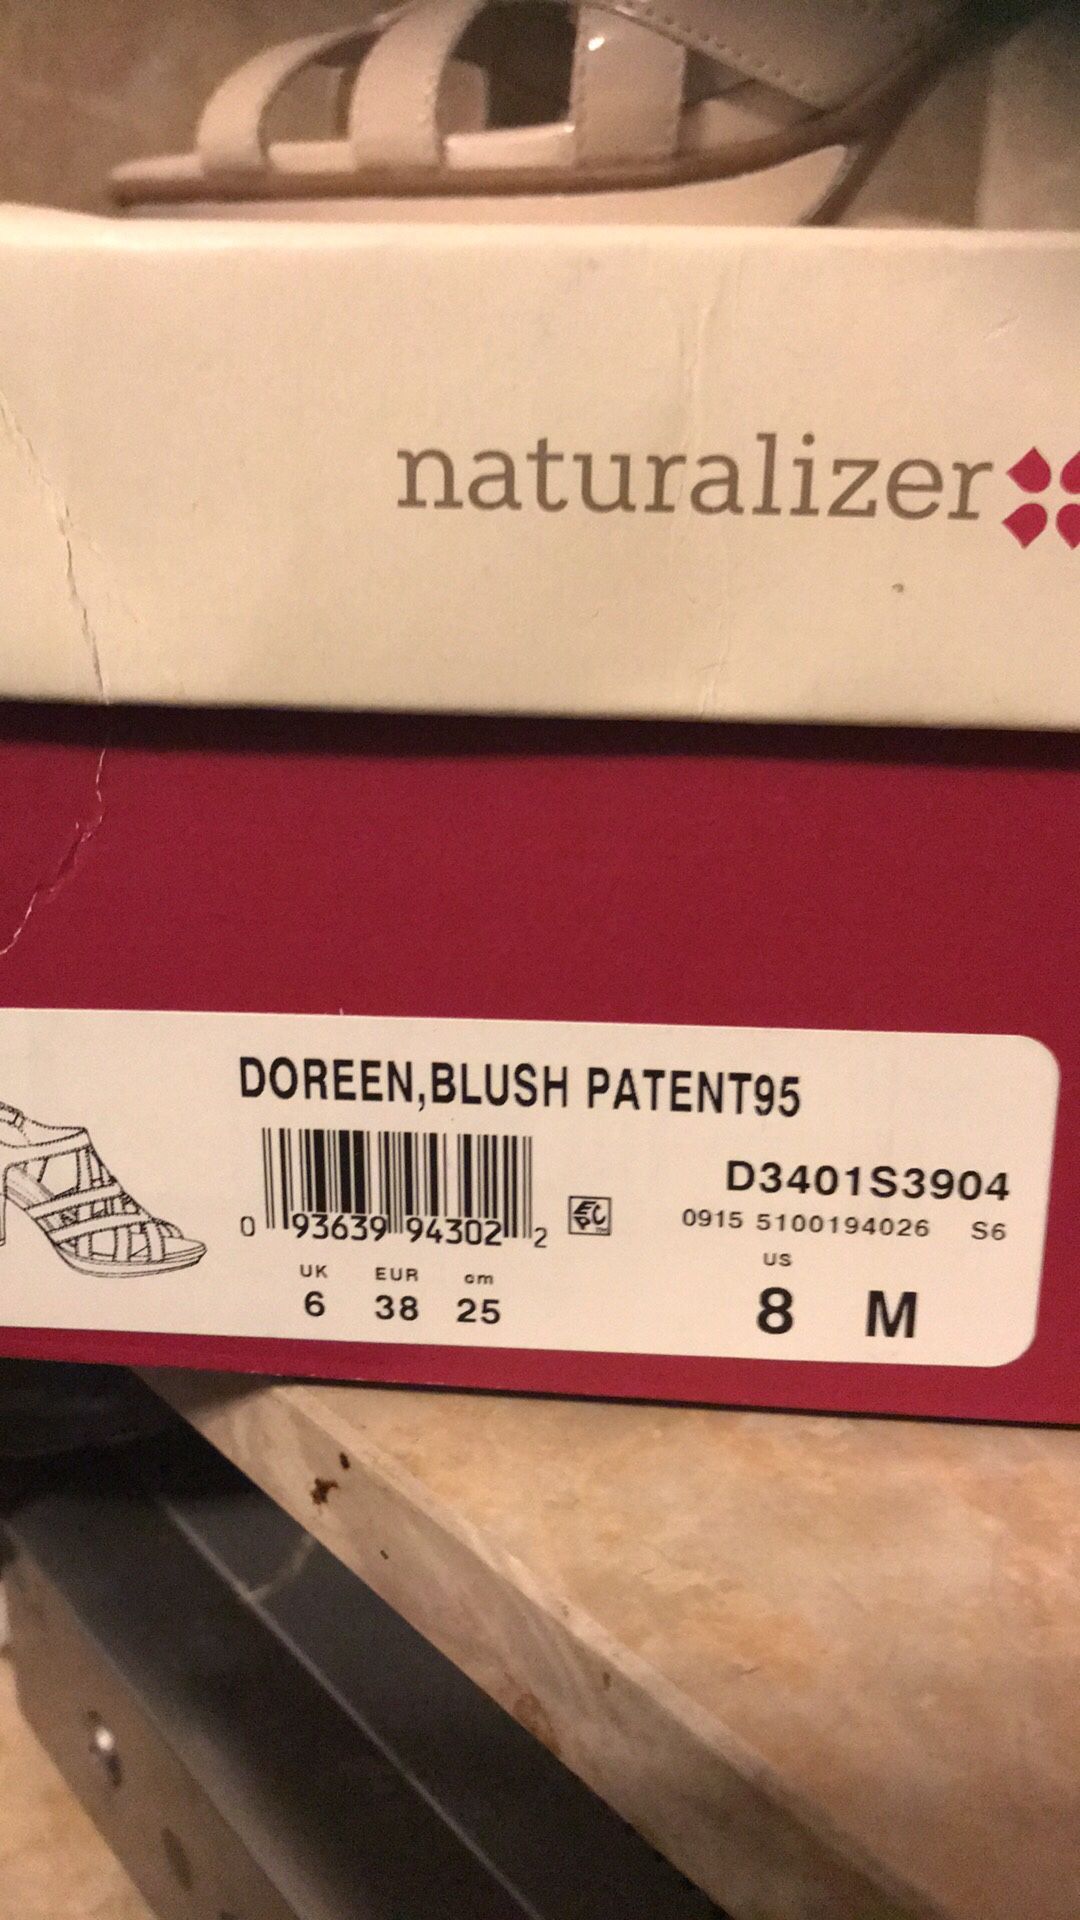 naturalizer
DOREEN,BLUSH PATENT95
0 93639 94302 2
EPC
D3401S3904
0915 5100194026 S6
UK EUR cm
6 38 25
US
8 M